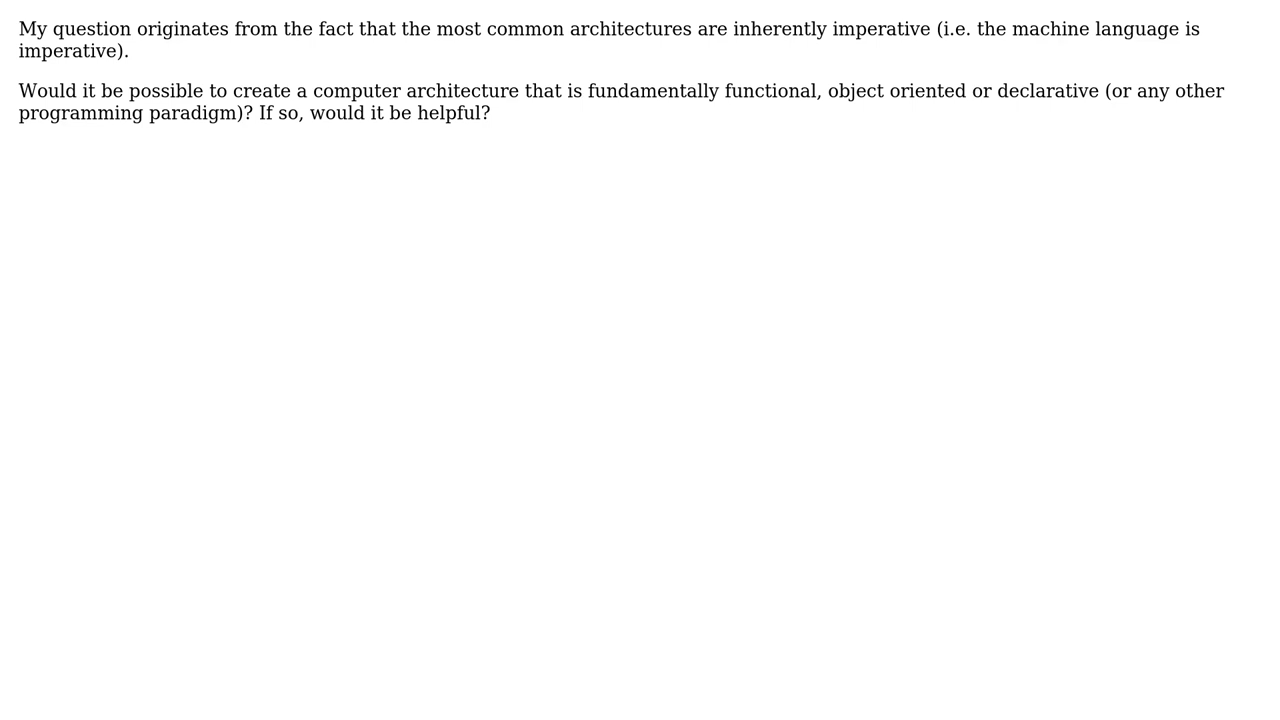 My question originates from the fact that the most common architectures are inherently imperative (i.e. the machine language is
imperative).
Would it be possible to create a computer architecture that is fundamentally functional, object oriented or declarative (or any other
programming paradigm)? If so, would it be helpful?